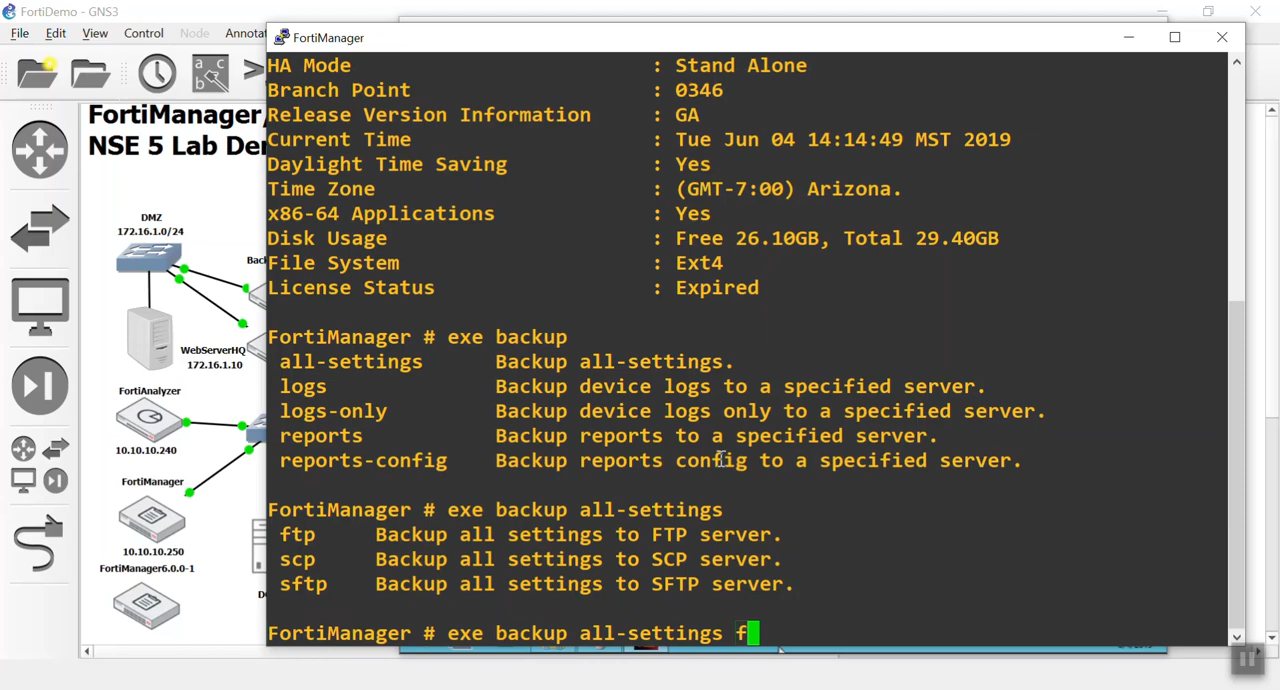 FortiDemo - GNS3
File Edit View Control Node Annota
FortiManager
FortiManager/
NSE 5 Lab De
DMZ
172.16.1.0/24
Back
WebServerHQ
172.16.1.10
FortiAnalyzer
10.10.10.240
FortiManager
10.10.10.250
FortiManager6.0.0-1
HA Mode : Stand Alone
Branch Point : 0346
Release Version Information : GA
Current Time : Tue Jun 04 14:14:49 MST 2019
Daylight Time Saving : Yes
Time Zone : (GMT-7:00) Arizona.
x86-64 Applications : Yes
Disk Usage : Free 26.10GB, Total 29.40GB
File System : Ext4
License Status : Expired
FortiManager # exe backup
all-settings Backup all-settings.
logs Backup device logs to a specified server.
logs-only Backup device logs only to a specified server.
reports Backup reports to a specified server.
reports-config Backup reports config to a specified server.
FortiManager # exe backup all-settings
ftp Backup all settings to FTP server.
scp Backup all settings to SCP server.
sftp Backup all settings to SFTP server.
FortiManager # exe backup all-settings f